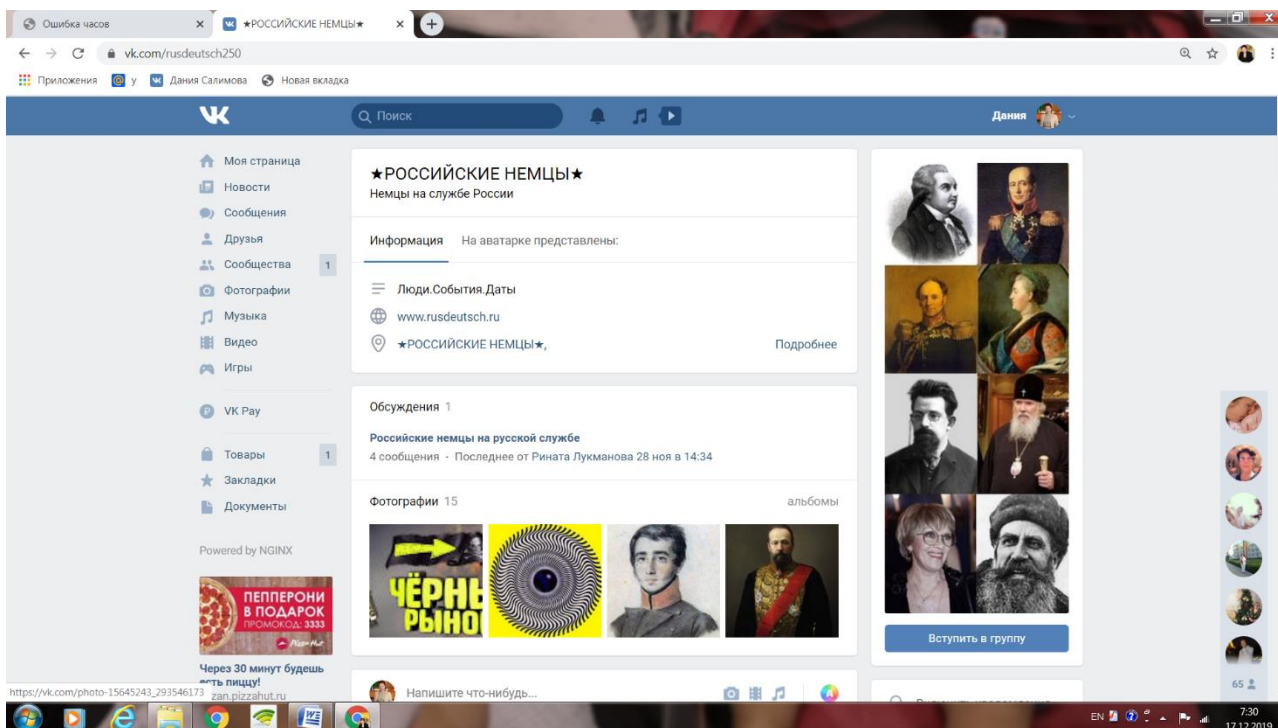 Ошибка часов
★РОССИЙСКИЕ НЕМЦЫ★
vk.com/rusdeutsch250
Приложения
у
Дания Салимова
Новая вкладка
Поиск
Дания
Моя страница
Новости
Сообщения
Друзья
Сообщества 1
Фотографии
Музыка
Видео
Игры
VK Pay
Товары 1
Закладки
Документы
Powered by NGINX
ПЕППЕРОНИ
В ПОДАРОК
ПРОМОКОД: 3333
Pizza Hut
Через 30 минут будешь
есть пиццу!
zan.pizzahut.ru
★РОССИЙСКИЕ НЕМЦЫ★
Немцы на службе России
Информация На аватарке представлены:
Люди.События.Даты
www.rusdeutsch.ru
★РОССИЙСКИЕ НЕМЦЫ★,
Подробнее
Обсуждения 1
Российские немцы на русской службе
4 сообщения · Последнее от Рината Лукманова 28 ноя в 14:34
Фотографии 15
альбомы
ЧЁРНЫ
РЫНО
Напишите что-нибудь...
Вступить в группу
65
https://vk.com/photo-15645243_293546173
EN
7:30
17.12.2019